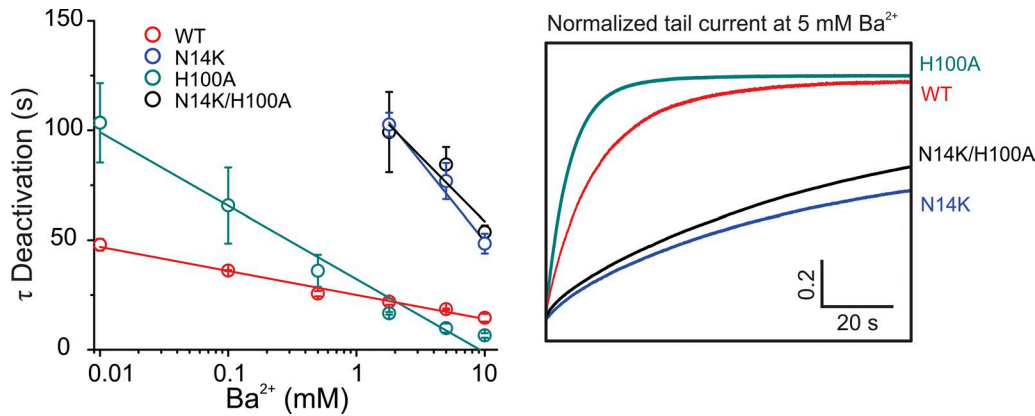 150
100
50
0
τ Deactivation (s)
WT
N14K
H100A
N14K/H100A
0.01
0.1
1
10
Ba²⁺ (mM)
Normalized tail current at 5 mM Ba²⁺
H100A
WT
N14K/H100A
N14K
0.2
20 s